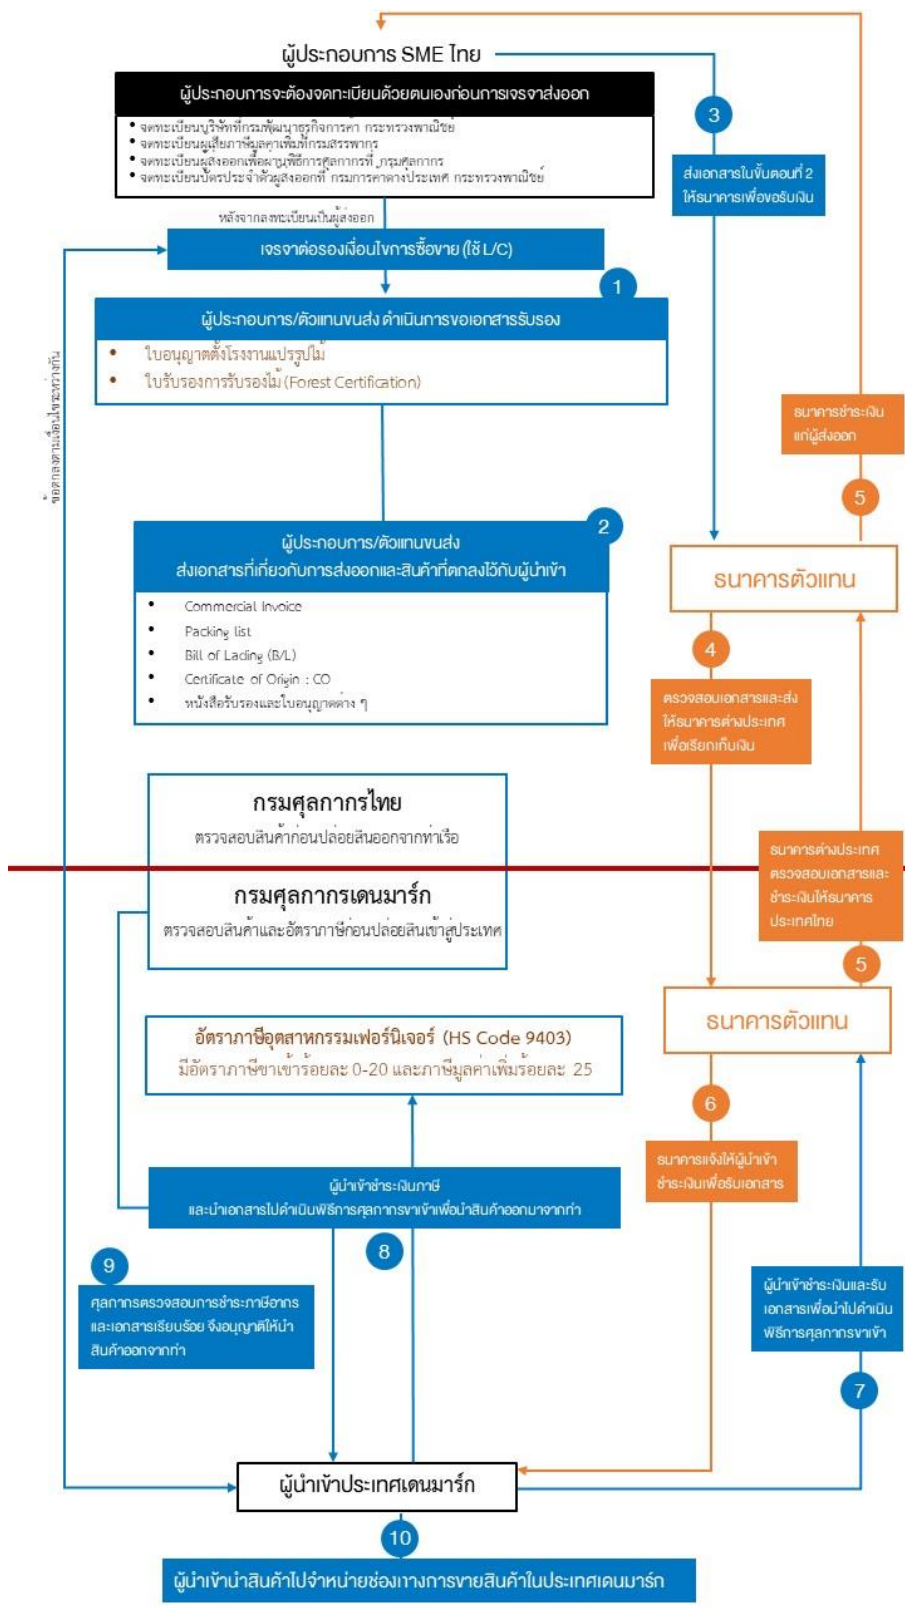 ผู้ประกอบการ SME ไทย
ผู้ประกอบการจะต้องจดทะเบียนด้วยตนเองก่อนการเจรจาส่งออก
• จดทะเบียนบริษัทที่กรมพัฒนาธุรกิจการค้า กระทรวงพาณิชย์
• จดทะเบียนผู้เสียภาษีมูลค่าเพิ่มที่กรมสรรพากร
• จดทะเบียนผู้ส่งออกเพื่อผ่านพิธีการศุลกากรที่ กรมศุลกากร
• จดทะเบียนบัตรประจำตัวผู้ส่งออกที่ กรมการค้าต่างประเทศ กระทรวงพาณิชย์
3
ส่งเอกสารในขั้นตอนที่ 2
ให้ธนาคารเพื่อขอรับเงิน
หลังจากลงทะเบียนเป็นผู้ส่งออก
เจรจาต่อรองเงื่อนไขการซื้อขาย (ใช้ L/C)
1
ผู้ประกอบการ/ตัวแทนขนส่ง ดำเนินการขอเอกสารรับรอง
• ใบอนุญาตตั้งโรงงานแปรรูปไม้
• ใบรับรองการรับรองไม้ (Forest Certification)
ข้อตกลงตามเงื่อนไขระหว่างกัน
ธนาคารชำระเงิน
แก่ผู้ส่งออก
5
2
ผู้ประกอบการ/ตัวแทนขนส่ง
ส่งเอกสารที่เกี่ยวกับการส่งออกและสินค้าที่ตกลงไว้กับผู้นำเข้า
• Commercial Invoice
• Packing list
• Bill of Lading (B/L)
• Certificate of Origin : CO
• หนังสือรับรองและใบอนุญาตต่าง ๆ
ธนาคารตัวแทน
4
ตรวจสอบเอกสารและส่ง
ให้ธนาคารต่างประเทศ
เพื่อเรียกเก็บเงิน
กรมศุลกากรไทย
ตรวจสอบสินค้าก่อนปล่อยสินออกจากท่าเรือ
กรมศุลกากรเดนมาร์ก
ตรวจสอบสินค้าและอัตราภาษีก่อนปล่อยสินเข้าสู่ประเทศ
ธนาคารต่างประเทศ
ตรวจสอบเอกสารและ
ชำระเงินให้ธนาคาร
ประเทศไทย
5
ธนาคารตัวแทน
อัตราภาษีอุตสาหกรรมเฟอร์นิเจอร์ (HS Code 9403)
มีอัตราภาษีขาเข้าร้อยละ 0-20 และภาษีมูลค่าเพิ่มร้อยละ 25
6
ธนาคารแจ้งให้ผู้นำเข้า
ชำระเงินเพื่อรับเอกสาร
ผู้นำเข้าชำระเงินภาษี
และนำเอกสารไปดำเนินพิธีการศุลกากรขาเข้าเพื่อนำสินค้าออกมาจากท่า
8
9
ศุลกากรตรวจสอบการชำระภาษีอากร
และเอกสารเรียบร้อย จึงอนุญาติให้นำ
สินค้าออกจากท่า
ผู้นำเข้าชำระเงินและรับ
เอกสารเพื่อนำไปดำเนิน
พิธีการศุลกากรขาเข้า
7
ผู้นำเข้าประเทศเดนมาร์ก
10
ผู้นำเข้านำสินค้าไปจำหน่ายช่องทางการขายสินค้าในประเทศเดนมาร์ก